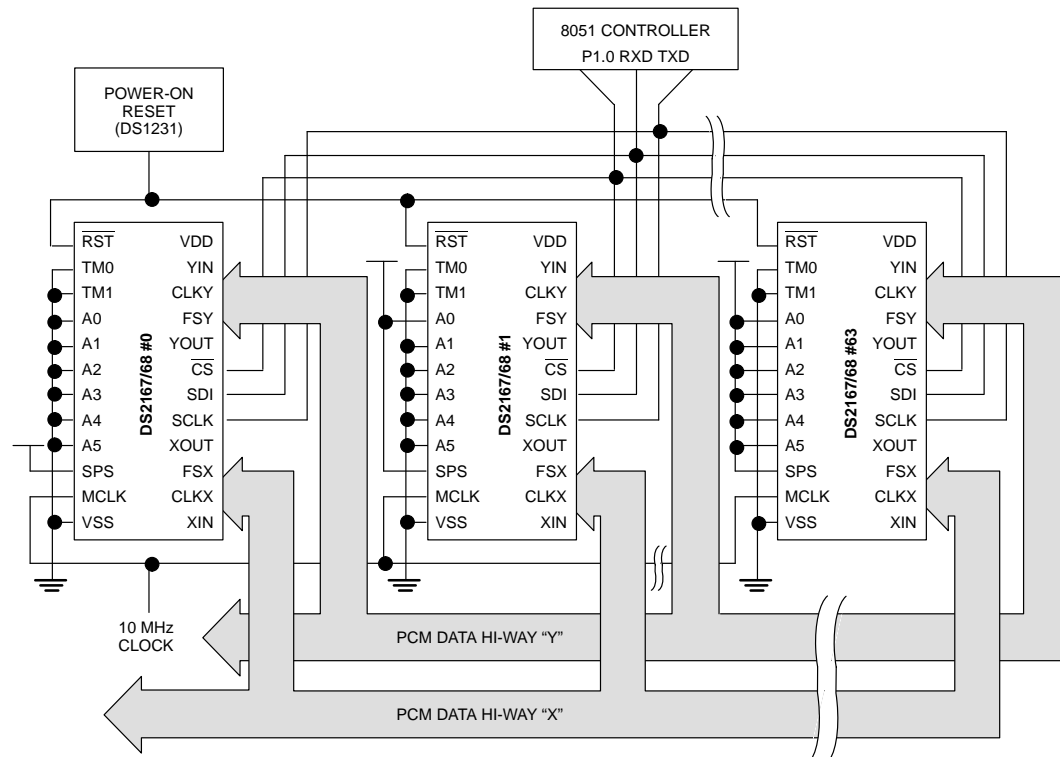 8051 CONTROLLER
P1.0 RXD TXD
POWER-ON
RESET
(DS1231)
RST VDD
TM0 YIN
TM1 CLKY
A0 FSY
A1 YOUT
A2 CS
A3 SDI
A4 SCLK
A5 XOUT
SPS FSX
MCLK CLKX
VSS XIN
DS2167/68 #0
RST VDD
TM0 YIN
TM1 CLKY
A0 FSY
A1 YOUT
A2 CS
A3 SDI
A4 SCLK
A5 XOUT
SPS FSX
MCLK CLKX
VSS XIN
DS2167/68 #1
RST VDD
TM0 YIN
TM1 CLKY
A0 FSY
A1 YOUT
A2 CS
A3 SDI
A4 SCLK
A5 XOUT
SPS FSX
MCLK CLKX
VSS XIN
DS2167/68 #63
10 MHz
CLOCK
PCM DATA HI-WAY “Y”
PCM DATA HI-WAY “X”